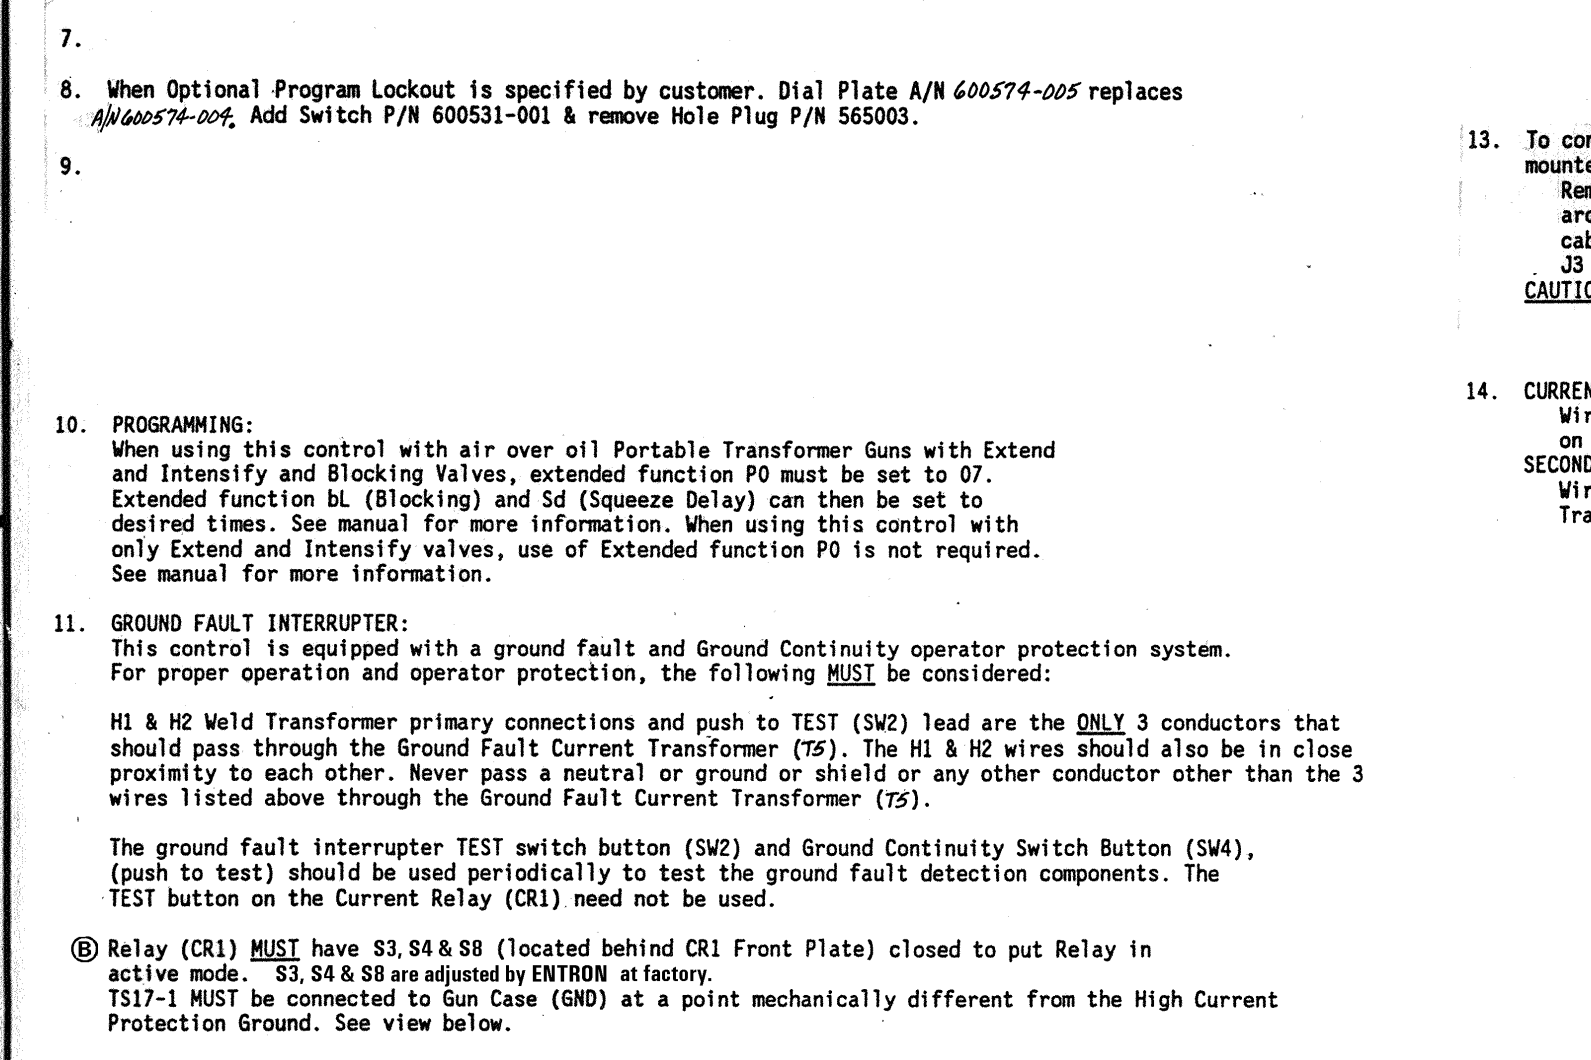 7.
8. When Optional Program Lockout is specified by customer. Dial Plate A/N 600574-005 replaces
A/N 600574-004. Add Switch P/N 600531-001 & remove Hole Plug P/N 565003.
9.
10. PROGRAMMING:
When using this control with air over oil Portable Transformer Guns with Extend
and Intensify and Blocking Valves, extended function P0 must be set to 07.
Extended function bL (Blocking) and Sd (Squeeze Delay) can then be set to
desired times. See manual for more information. When using this control with
only Extend and Intensify valves, use of Extended function P0 is not required.
See manual for more information.
11. GROUND FAULT INTERRUPTER:
This control is equipped with a ground fault and Ground Continuity operator protection system.
For proper operation and operator protection, the following MUST be considered:
H1 & H2 Weld Transformer primary connections and push to TEST (SW2) lead are the ONLY 3 conductors that
should pass through the Ground Fault Current Transformer (T5). The H1 & H2 wires should also be in close
proximity to each other. Never pass a neutral or ground or shield or any other conductor other than the 3
wires listed above through the Ground Fault Current Transformer (T5).
The ground fault interrupter TEST switch button (SW2) and Ground Continuity Switch Button (SW4),
(push to test) should be used periodically to test the ground fault detection components. The
TEST button on the Current Relay (CR1) need not be used.
Ⓑ Relay (CR1) MUST have S3, S4 & S8 (located behind CR1 Front Plate) closed to put Relay in
active mode. S3, S4 & S8 are adjusted by ENTRON at factory.
TS17-1 MUST be connected to Gun Case (GND) at a point mechanically different from the High Current
Protection Ground. See view below.
13. To
J3
14.
on